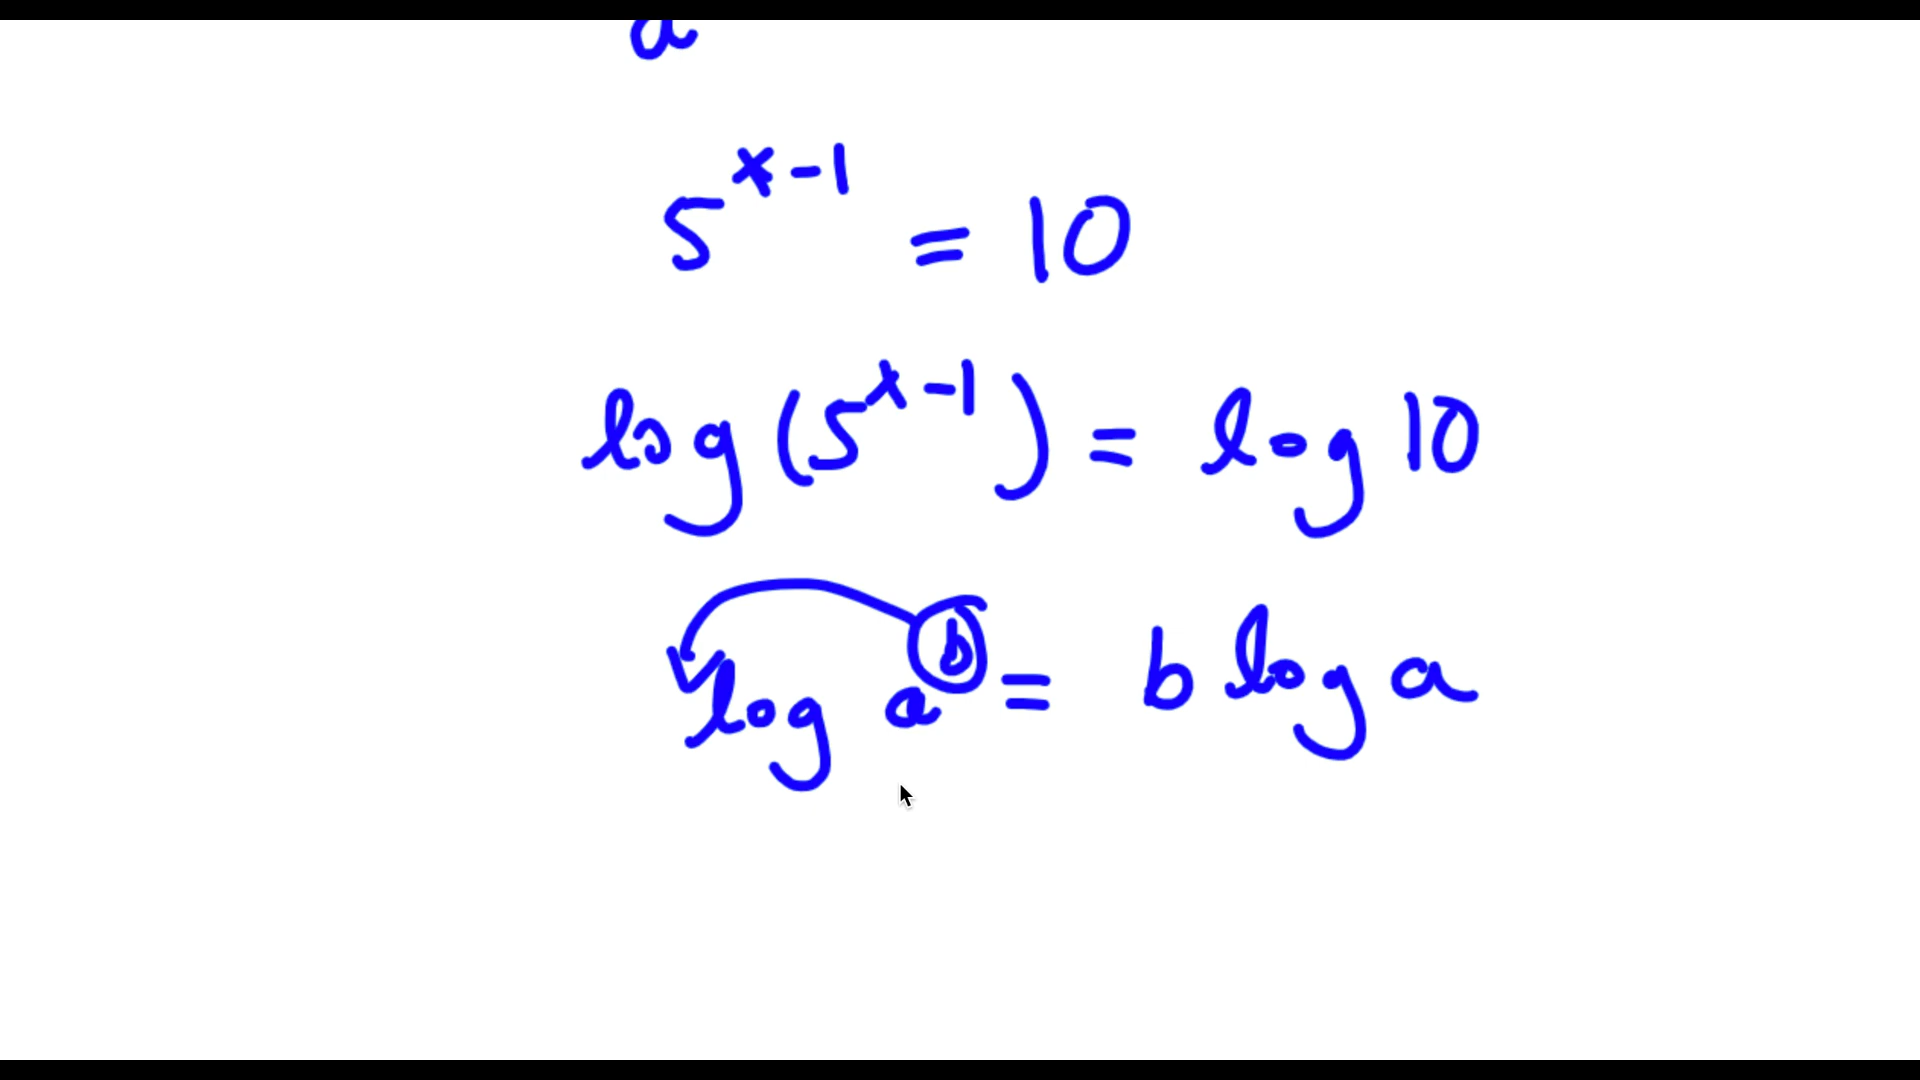 a
5^{x-1} = 10
log (5^{x-1}) = log 10
log a^b = b log a